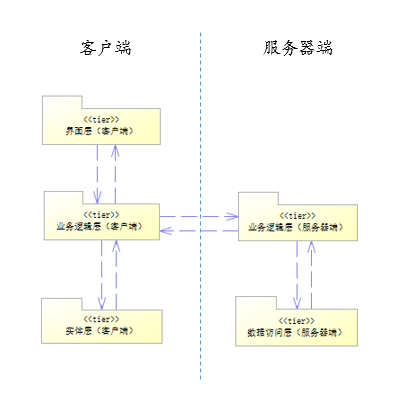 客户端
服务器端
<<tier>>
界面层（客户端）
<<tier>>
业务逻辑层（客户端）
<<tier>>
业务逻辑层（服务器端）
<<tier>>
实体层（客户端）
<<tier>>
数据访问层（服务器端）